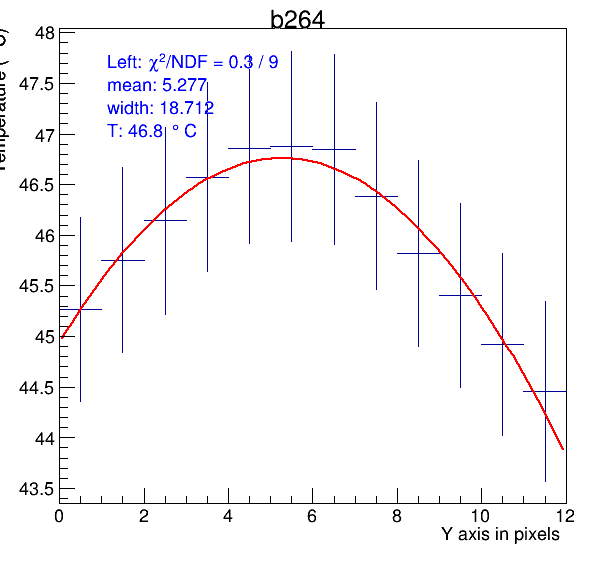 b264
Left: χ²/NDF = 0.3 / 9
mean: 5.277
width: 18.712
T: 46.8 ° C
48
47.5
47
46.5
46
45.5
45
44.5
44
43.5
0 2 4 6 8 10 12
Y axis in pixels